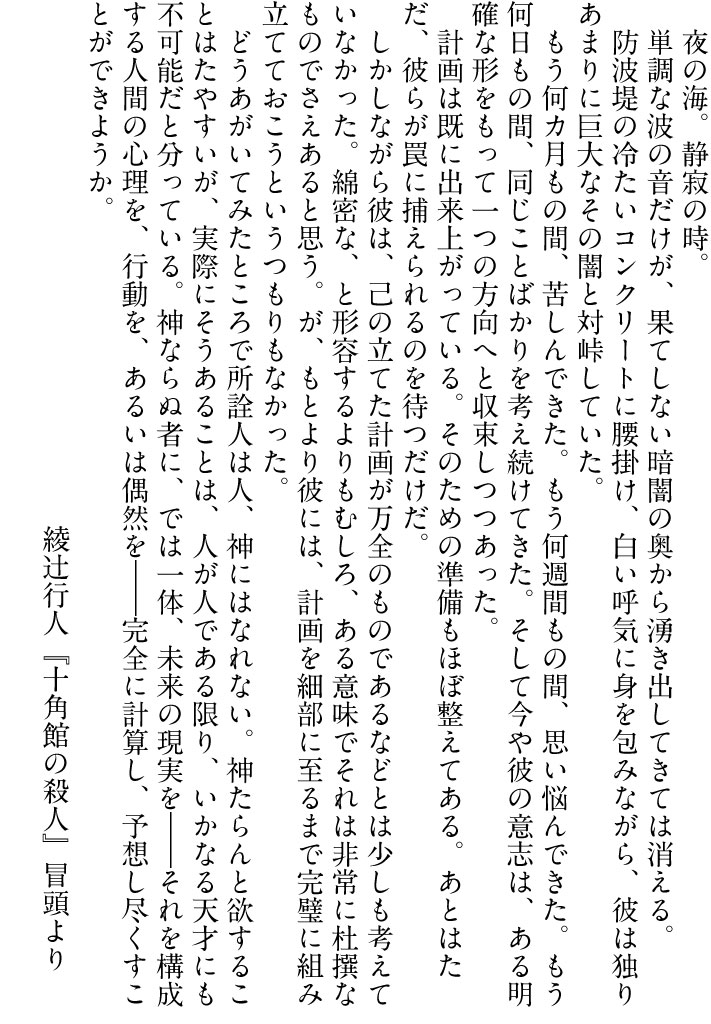 夜の海。静寂の時。
単調な波の音だけが、果てしない暗闇の奥から湧き出してきては消える。
防波堤の冷たいコンクリートに腰掛け、白い呼気に身を包みながら、彼は独り
あまりに巨大なその闇と対峙していた。
もう何カ月もの間、苦しんできた。もう何週間もの間、思い悩んできた。もう
何日もの間、同じことばかりを考え続けてきた。そして今や彼の意志は、ある明
確な形をもって一つの方向へと収束しつつあった。
計画は既に出来上がっている。そのための準備もほぼ整えてある。あとはた
だ、彼らが罠に捕えられるのを待つだけだ。
しかしながら彼は、己の立てた計画が万全のものであるなどとは少しも考えて
いなかった。綿密な、と形容するよりもむしろ、ある意味でそれは非常に杜撰な
ものでさえあると思う。が、もとより彼には、計画を細部に至るまで完璧に組み
立てておこうというつもりもなかった。
どうあがいてみたところで所詮人は人、神にはなれない。神たらんと欲するこ
とはたやすいが、実際にそうあることは、人が人である限り、いかなる天才にも
不可能だと分っている。神ならぬ者に、では一体、未来の現実を――それを構成
する人間の心理を、行動を、あるいは偶然を――完全に計算し、予想し尽くすこ
とができようか。
綾辻行人『十角館の殺人』冒頭より